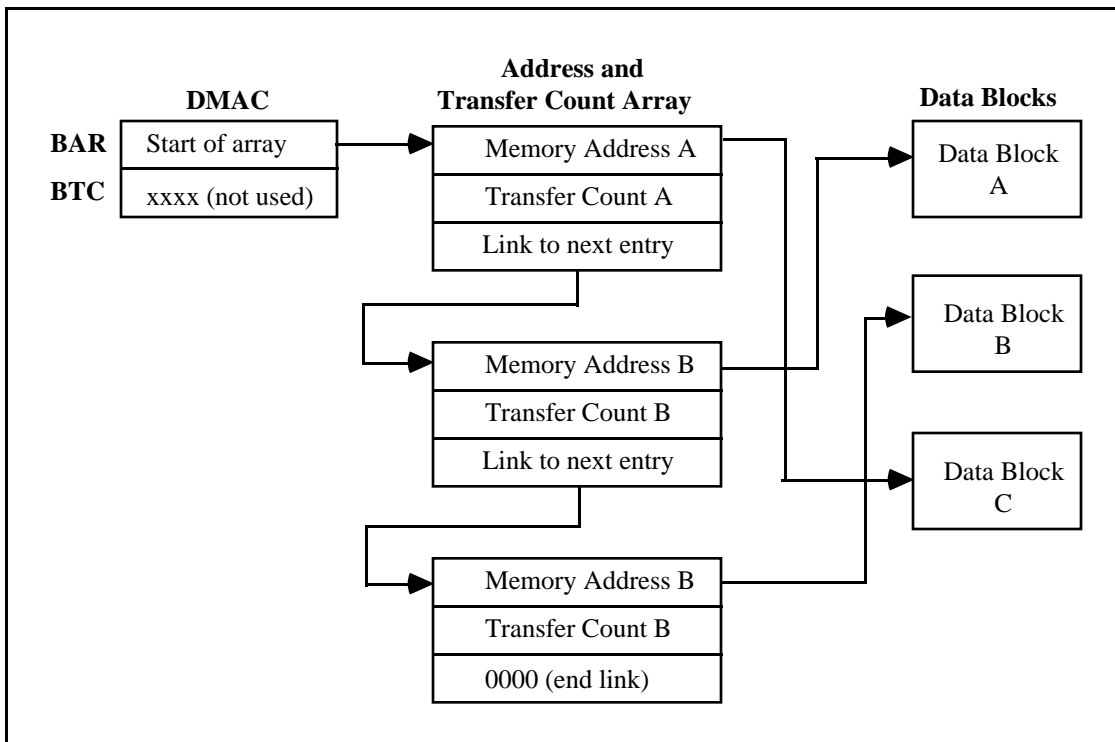 DMAC
BAR
Start of array
BTC
xxxx (not used)
Address and
Transfer Count Array
Memory Address A
Transfer Count A
Link to next entry
Memory Address B
Transfer Count B
Link to next entry
Memory Address B
Transfer Count B
0000 (end link)
Data Blocks
Data Block
A
Data Block
B
Data Block
C